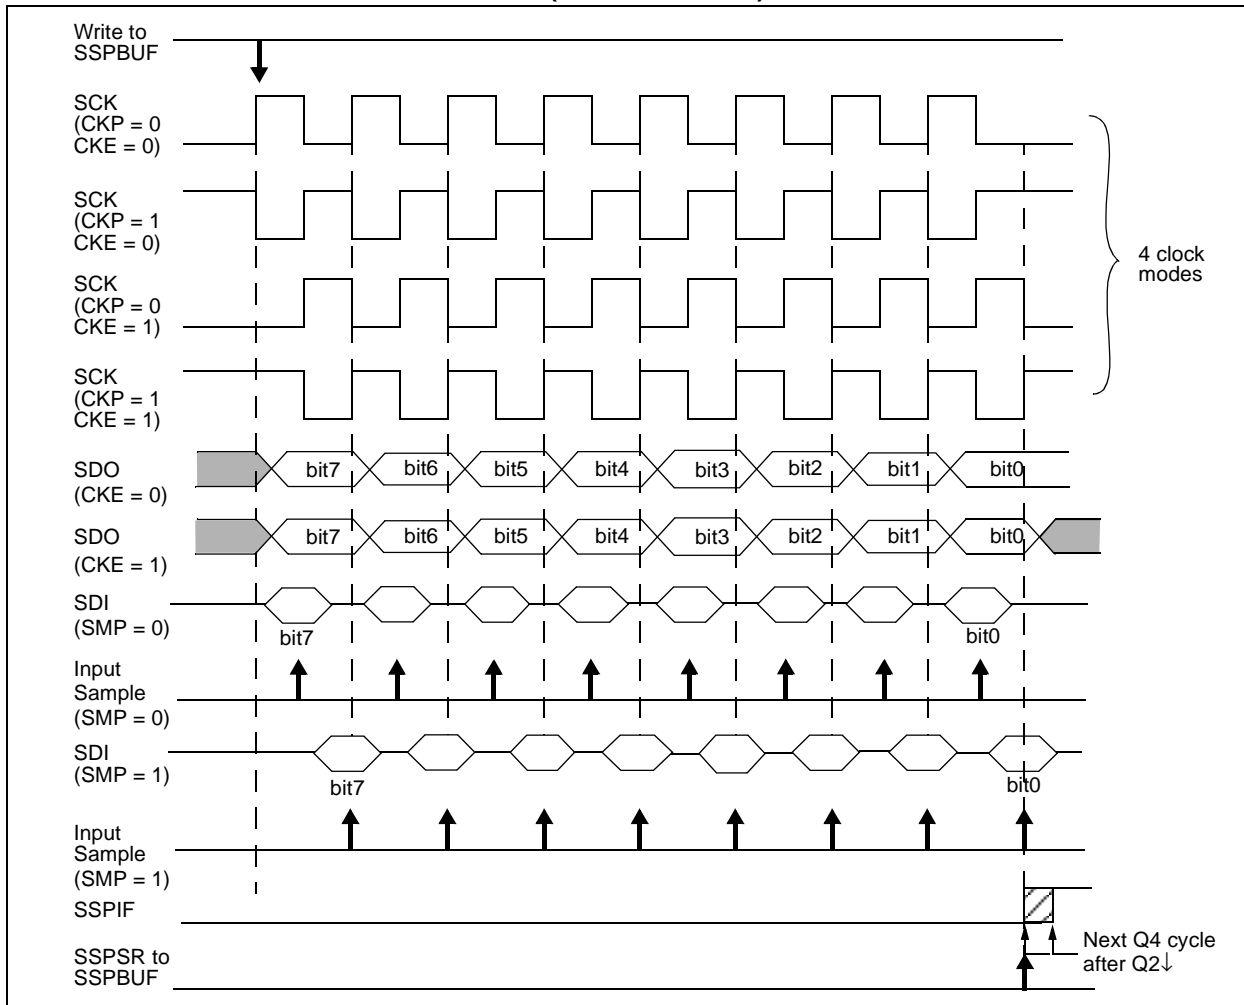 Write to
SSPBUF
SCK
(CKP = 0
CKE = 0)
SCK
(CKP = 1
CKE = 0)
SCK
(CKP = 0
CKE = 1)
SCK
(CKP = 1
CKE = 1)
4 clock
modes
SDO
(CKE = 0)
bit7 bit6 bit5 bit4 bit3 bit2 bit1 bit0
SDO
(CKE = 1)
bit7 bit6 bit5 bit4 bit3 bit2 bit1 bit0
SDI
(SMP = 0)
bit7 bit0
Input
Sample
(SMP = 0)
SDI
(SMP = 1)
bit7 bit0
Input
Sample
(SMP = 1)
SSPIF
SSPSR to
SSPBUF
Next Q4 cycle
after Q2↓